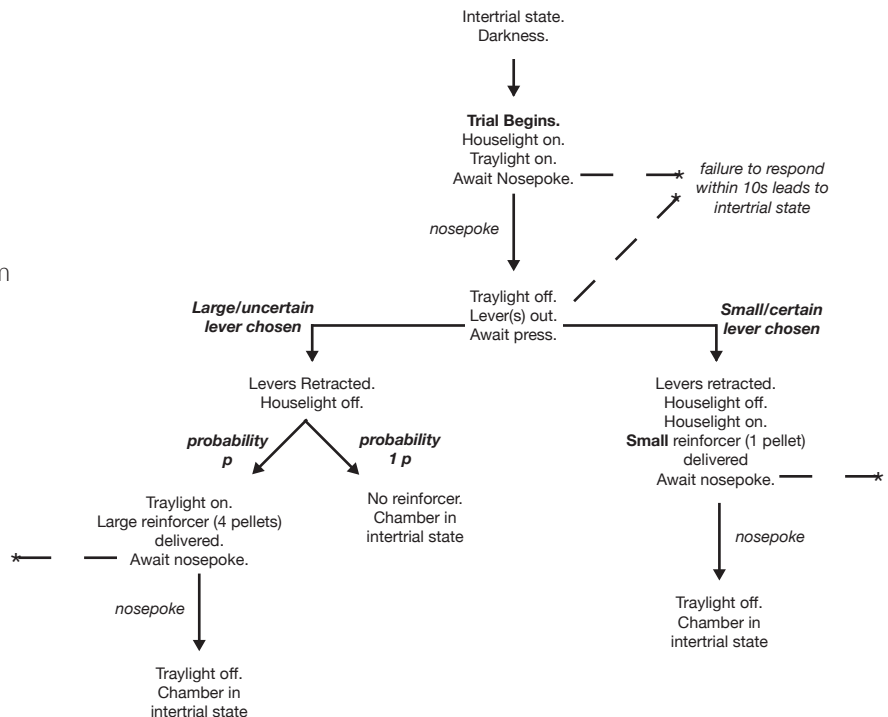 Intertrial state.
Darkness.
Trial Begins.
Houselight on.
Traylight on.
Await Nosepoke.
* failure to respond
* within 10s leads to
intertrial state
nosepoke
Traylight off.
Lever(s) out.
Await press.
Large/uncertain
lever chosen
Small/certain
lever chosen
Levers Retracted.
Houselight off.
probability
p
probability
1 p
Traylight on.
Large reinforcer (4 pellets)
delivered.
* Await nosepoke.
No reinforcer.
Chamber in
intertrial state
nosepoke
Traylight off.
Chamber in
intertrial state
Levers retracted.
Houselight off.
Houselight on.
Small reinforcer (1 pellet)
delivered
Await nosepoke. *
nosepoke
Traylight off.
Chamber in
intertrial state